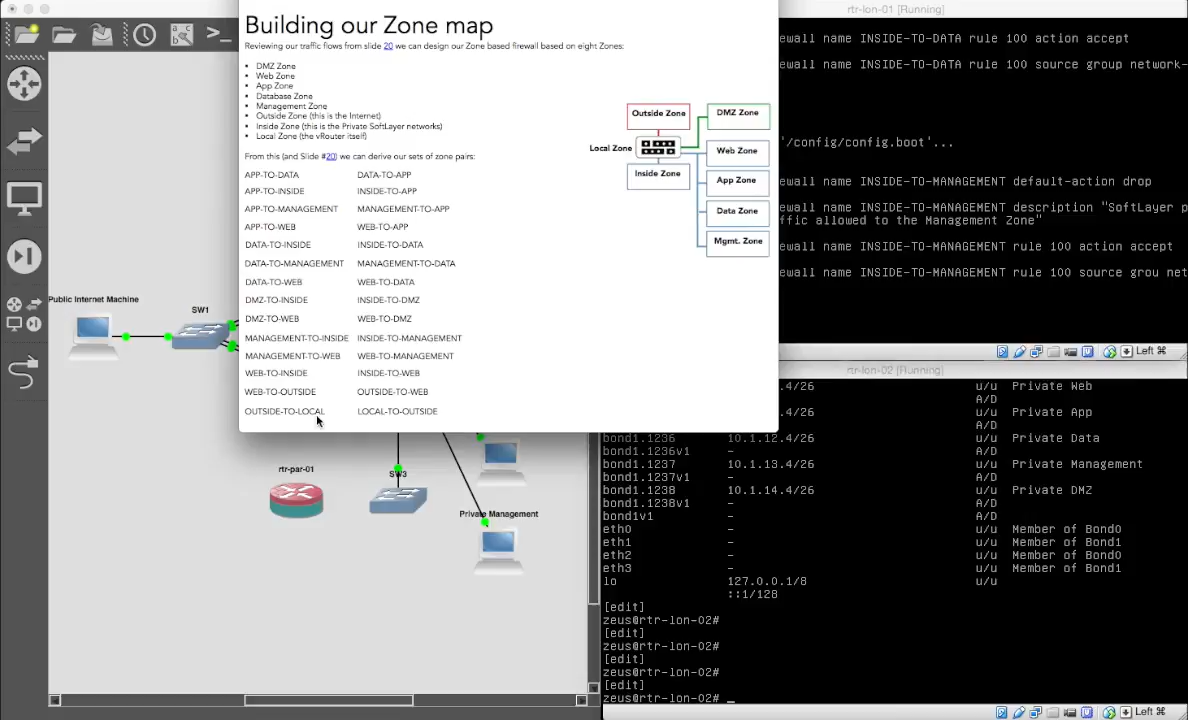 rtr-lon-01 [Running]
Building our Zone map
Reviewing our traffic flows from slide 20 we can design our Zone based firewall based on eight Zones:
• DMZ Zone
• Web Zone
• App Zone
• Database Zone
• Management Zone
• Outside Zone (this is the Internet)
• Inside Zone (this is the Private SoftLayer networks)
• Local Zone (the vRouter itself)
From this (and Slide #20) we can derive our sets of zone pairs:
APP-TO-DATA DATA-TO-APP
APP-TO-INSIDE INSIDE-TO-APP
APP-TO-MANAGEMENT MANAGEMENT-TO-APP
APP-TO-WEB WEB-TO-APP
DATA-TO-INSIDE INSIDE-TO-DATA
DATA-TO-MANAGEMENT MANAGEMENT-TO-DATA
DATA-TO-WEB WEB-TO-DATA
DMZ-TO-INSIDE INSIDE-TO-DMZ
DMZ-TO-WEB WEB-TO-DMZ
MANAGEMENT-TO-INSIDE INSIDE-TO-MANAGEMENT
MANAGEMENT-TO-WEB WEB-TO-MANAGEMENT
WEB-TO-INSIDE INSIDE-TO-WEB
WEB-TO-OUTSIDE OUTSIDE-TO-WEB
OUTSIDE-TO-LOCAL LOCAL-TO-OUTSIDE
Outside Zone
DMZ Zone
Local Zone
Web Zone
Inside Zone
App Zone
Data Zone
Mgmt. Zone
ewall name INSIDE-TO-DATA rule 100 action accept
ewall name INSIDE-TO-DATA rule 100 source group network-
'/config/config.boot'...
ewall name INSIDE-TO-MANAGEMENT default-action drop
ewall name INSIDE-TO-MANAGEMENT description "SoftLayer p
ffic allowed to the Management Zone"
ewall name INSIDE-TO-MANAGEMENT rule 100 action accept
ewall name INSIDE-TO-MANAGEMENT rule 100 source grou net
Left ⌘
Public Internet Machine
SW1
rtr-par-01
SW3
Private Management
rtr-lon-02 [Running]
.4/26 u/u Private Web
A/D
.4/26 u/u Private App
A/D
bond1.1236 10.1.12.4/26 u/u Private Data
bond1.1236v1 - A/D
bond1.1237 10.1.13.4/26 u/u Private Management
bond1.1237v1 - A/D
bond1.1238 10.1.14.4/26 u/u Private DMZ
bond1.1238v1 - A/D
bond1v1 - A/D
eth0 - u/u Member of Bond0
eth1 - u/u Member of Bond1
eth2 - u/u Member of Bond0
eth3 - u/u Member of Bond1
lo 127.0.0.1/8 u/u
::1/128
[edit]
zeus@rtr-lon-02#
[edit]
zeus@rtr-lon-02#
[edit]
zeus@rtr-lon-02#
[edit]
zeus@rtr-lon-02# _
Left ⌘